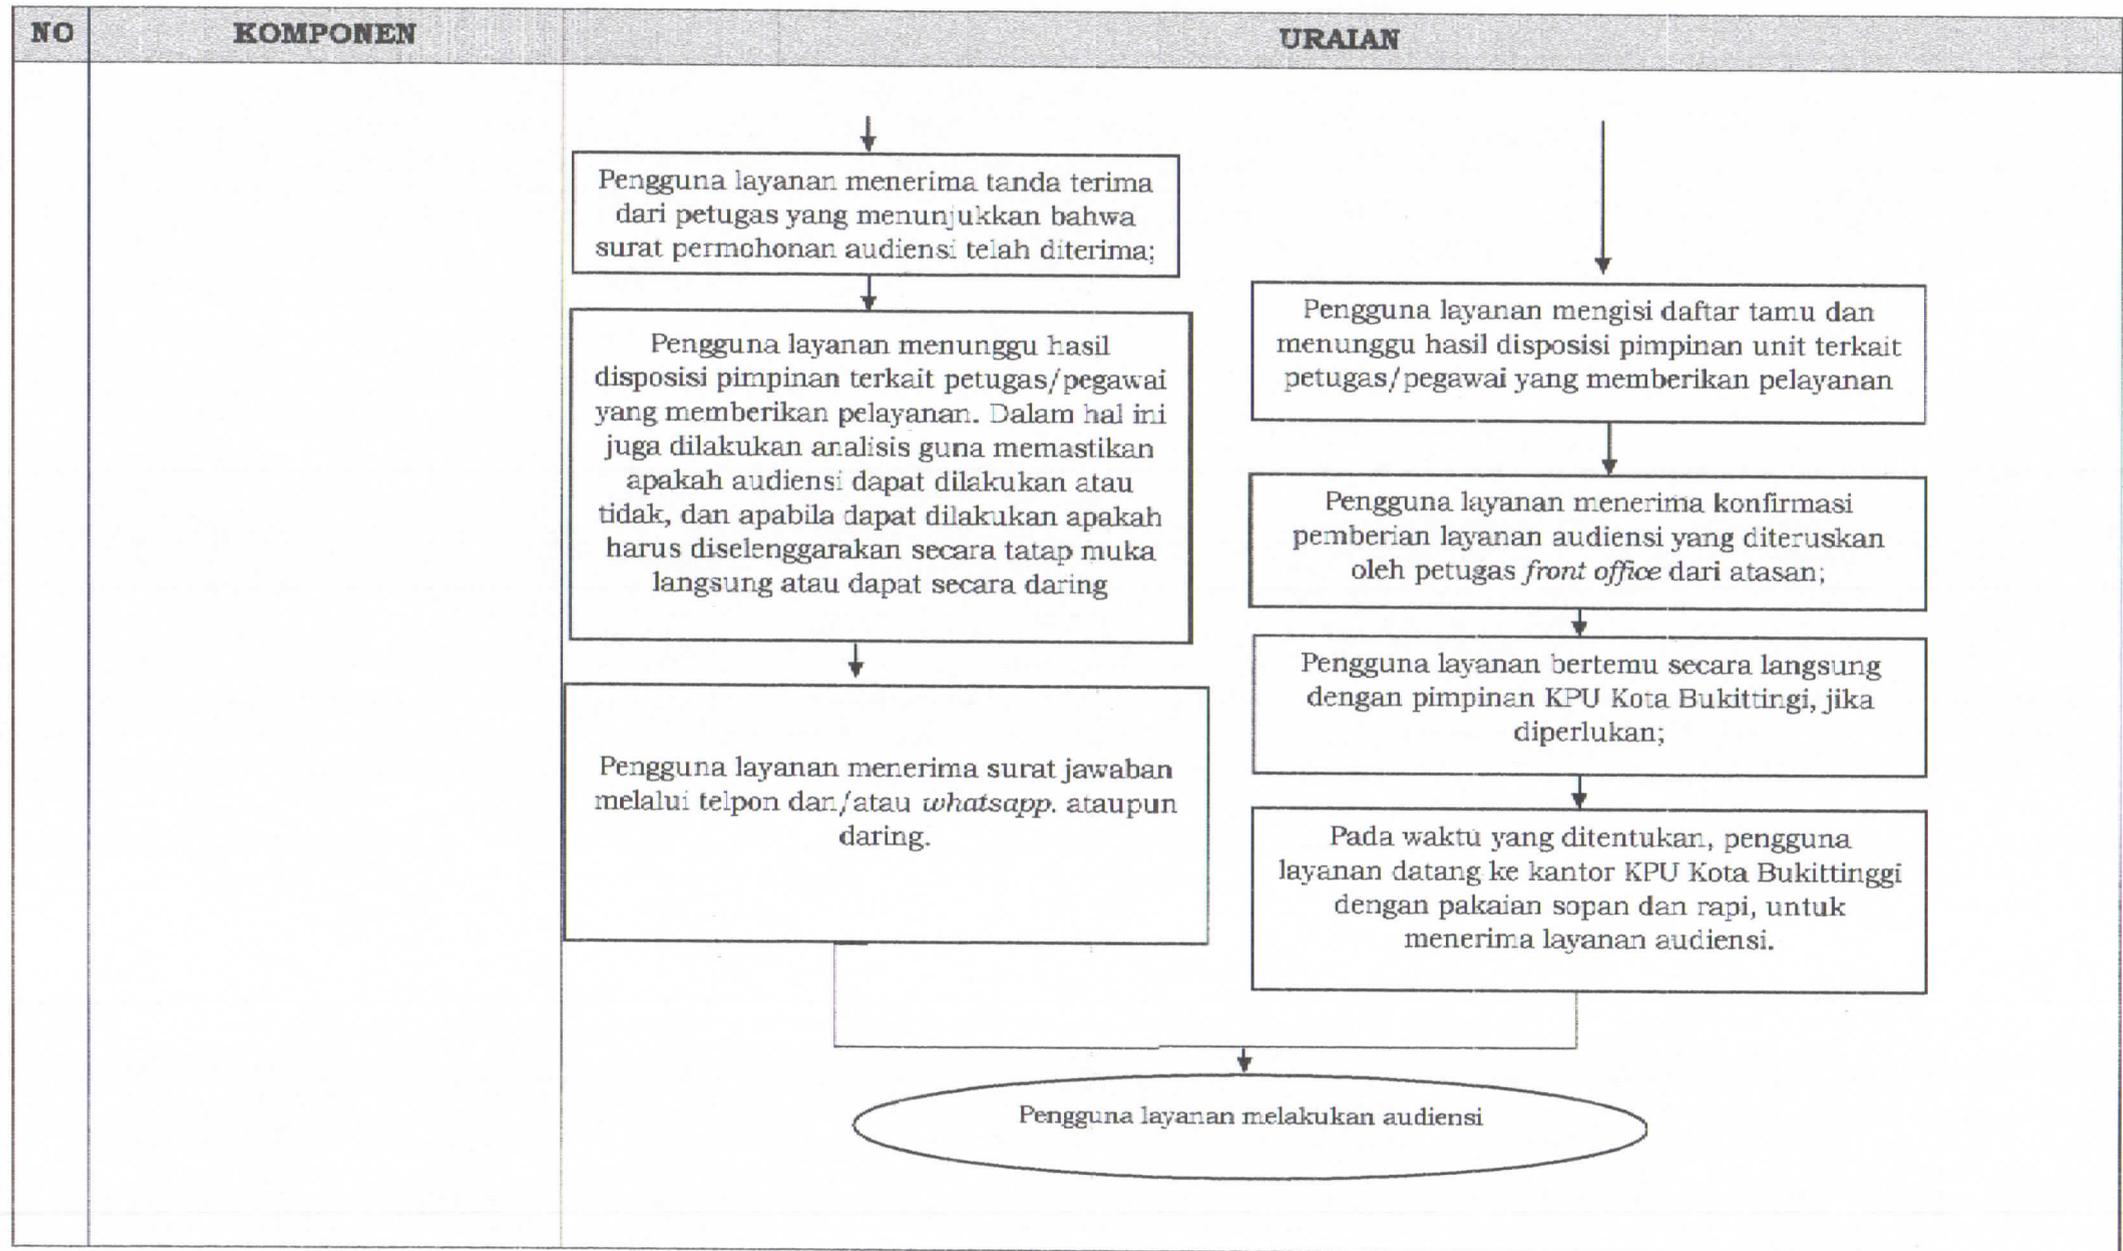 NO
KOMPONEN
URAIAN
Pengguna layanan menerima tanda terima
dari petugas yang menunjukkan bahwa
surat permohonan audiensi telah diterima;
Pengguna layanan menunggu hasil
disposisi pimpinan terkait petugas/pegawai
yang memberikan pelayanan. Dalam hal ini
juga dilakukan analisis guna memastikan
apakah audiensi dapat dilakukan atau
tidak, dan apabila dapat dilakukan apakah
harus diselenggarakan secara tatap muka
langsung atau dapat secara daring
Pengguna layanan menerima surat jawaban
melalui telpon dan/atau whatsapp. ataupun
daring.
Pengguna layanan mengisi daftar tamu dan
menunggu hasil disposisi pimpinan unit terkait
petugas/pegawai yang memberikan pelayanan
Pengguna layanan menerima konfirmasi
pemberian layanan audiensi yang diteruskan
oleh petugas front office dari atasan;
Pengguna layanan bertemu secara langsung
dengan pimpinan KPU Kota Bukittingi, jika
diperlukan;
Pada waktu yang ditentukan, pengguna
layanan datang ke kantor KPU Kota Bukittinggi
dengan pakaian sopan dan rapi, untuk
menerima layanan audiensi.
Pengguna layanan melakukan audiensi